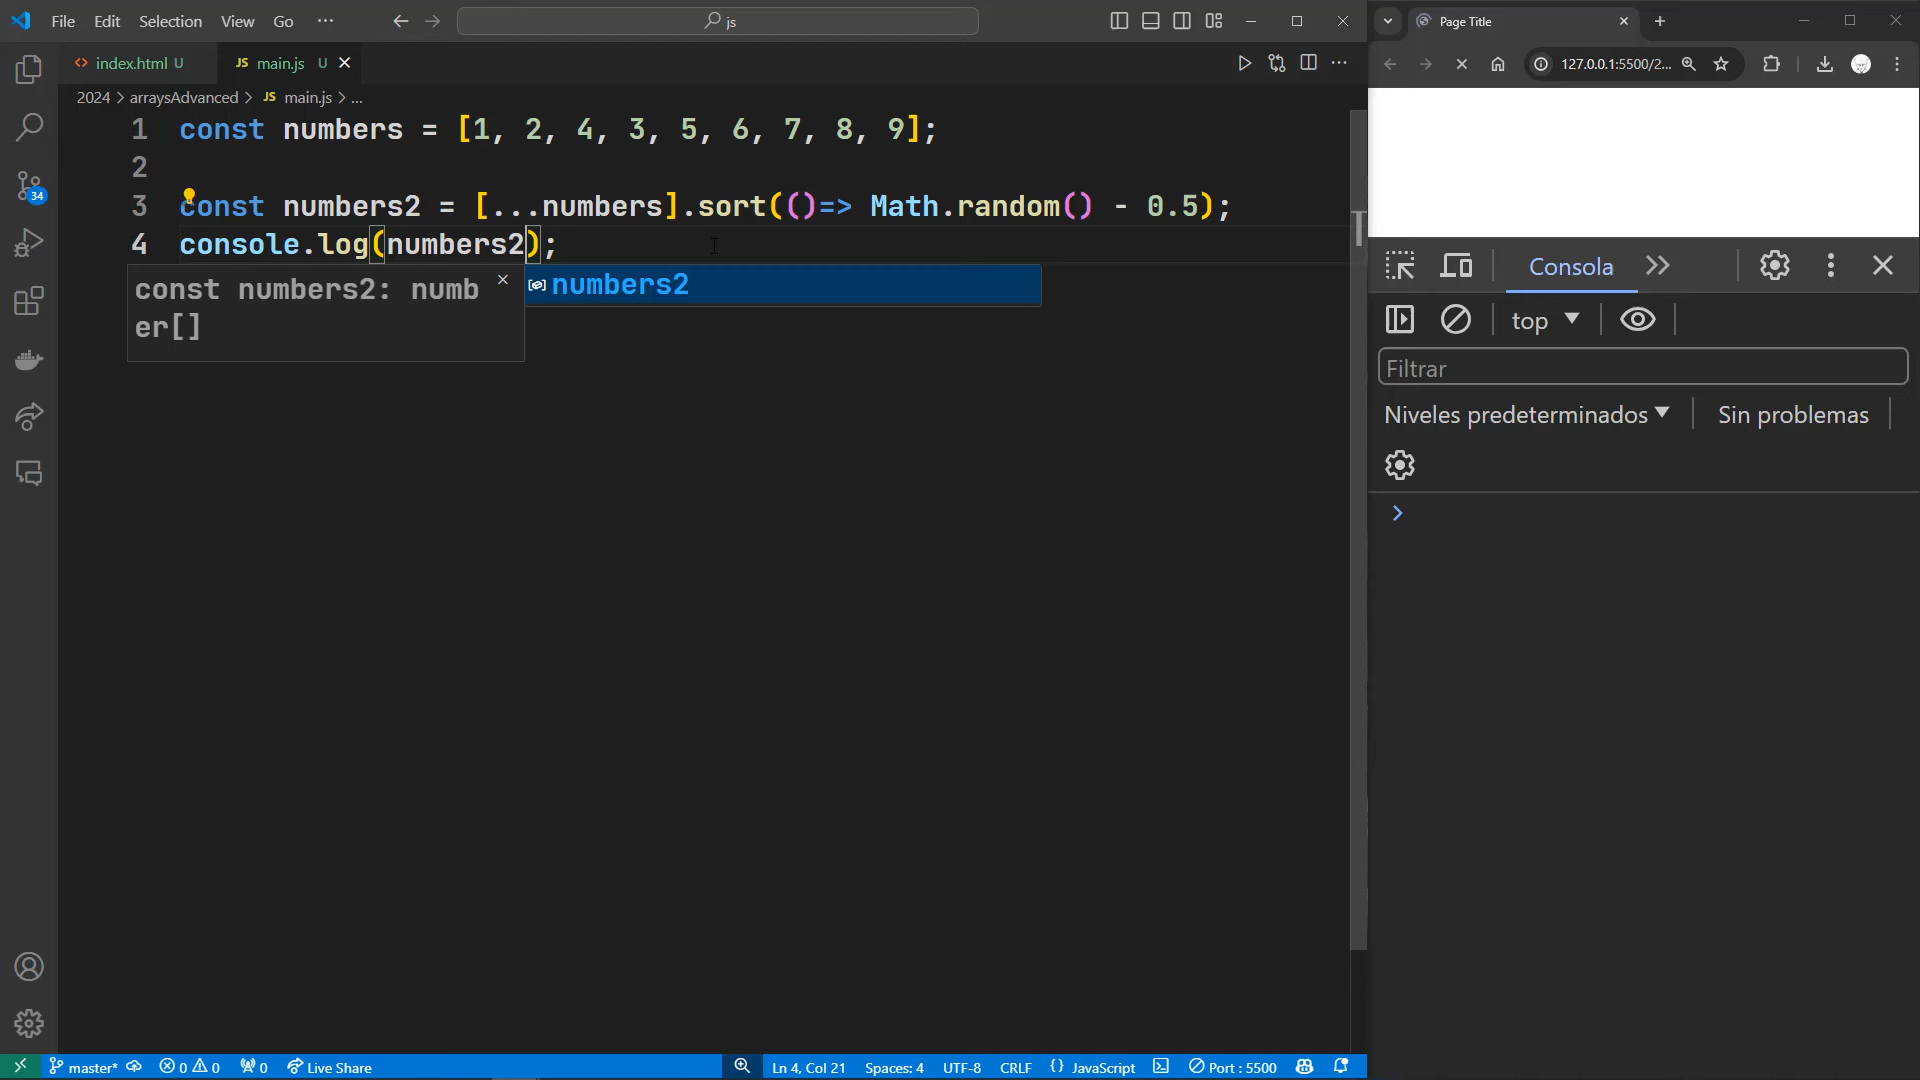 File Edit Selection View Go ···
js
Page Title
index.html U
JS main.js U
127.0.0.1:5500/2...
2024 > arraysAdvanced > JS main.js > ...
1 const numbers = [1, 2, 4, 3, 5, 6, 7, 8, 9];
2
3 const numbers2 = [...numbers].sort(()=> Math.random() - 0.5);
4 console.log(numbers2);
const numbers2: numb
er[]
numbers2
Consola
top
Filtrar
Niveles predeterminados
Sin problemas
34
master*
0 0
0
Live Share
Ln 4, Col 21
Spaces: 4
UTF-8
CRLF
{} JavaScript
Port : 5500